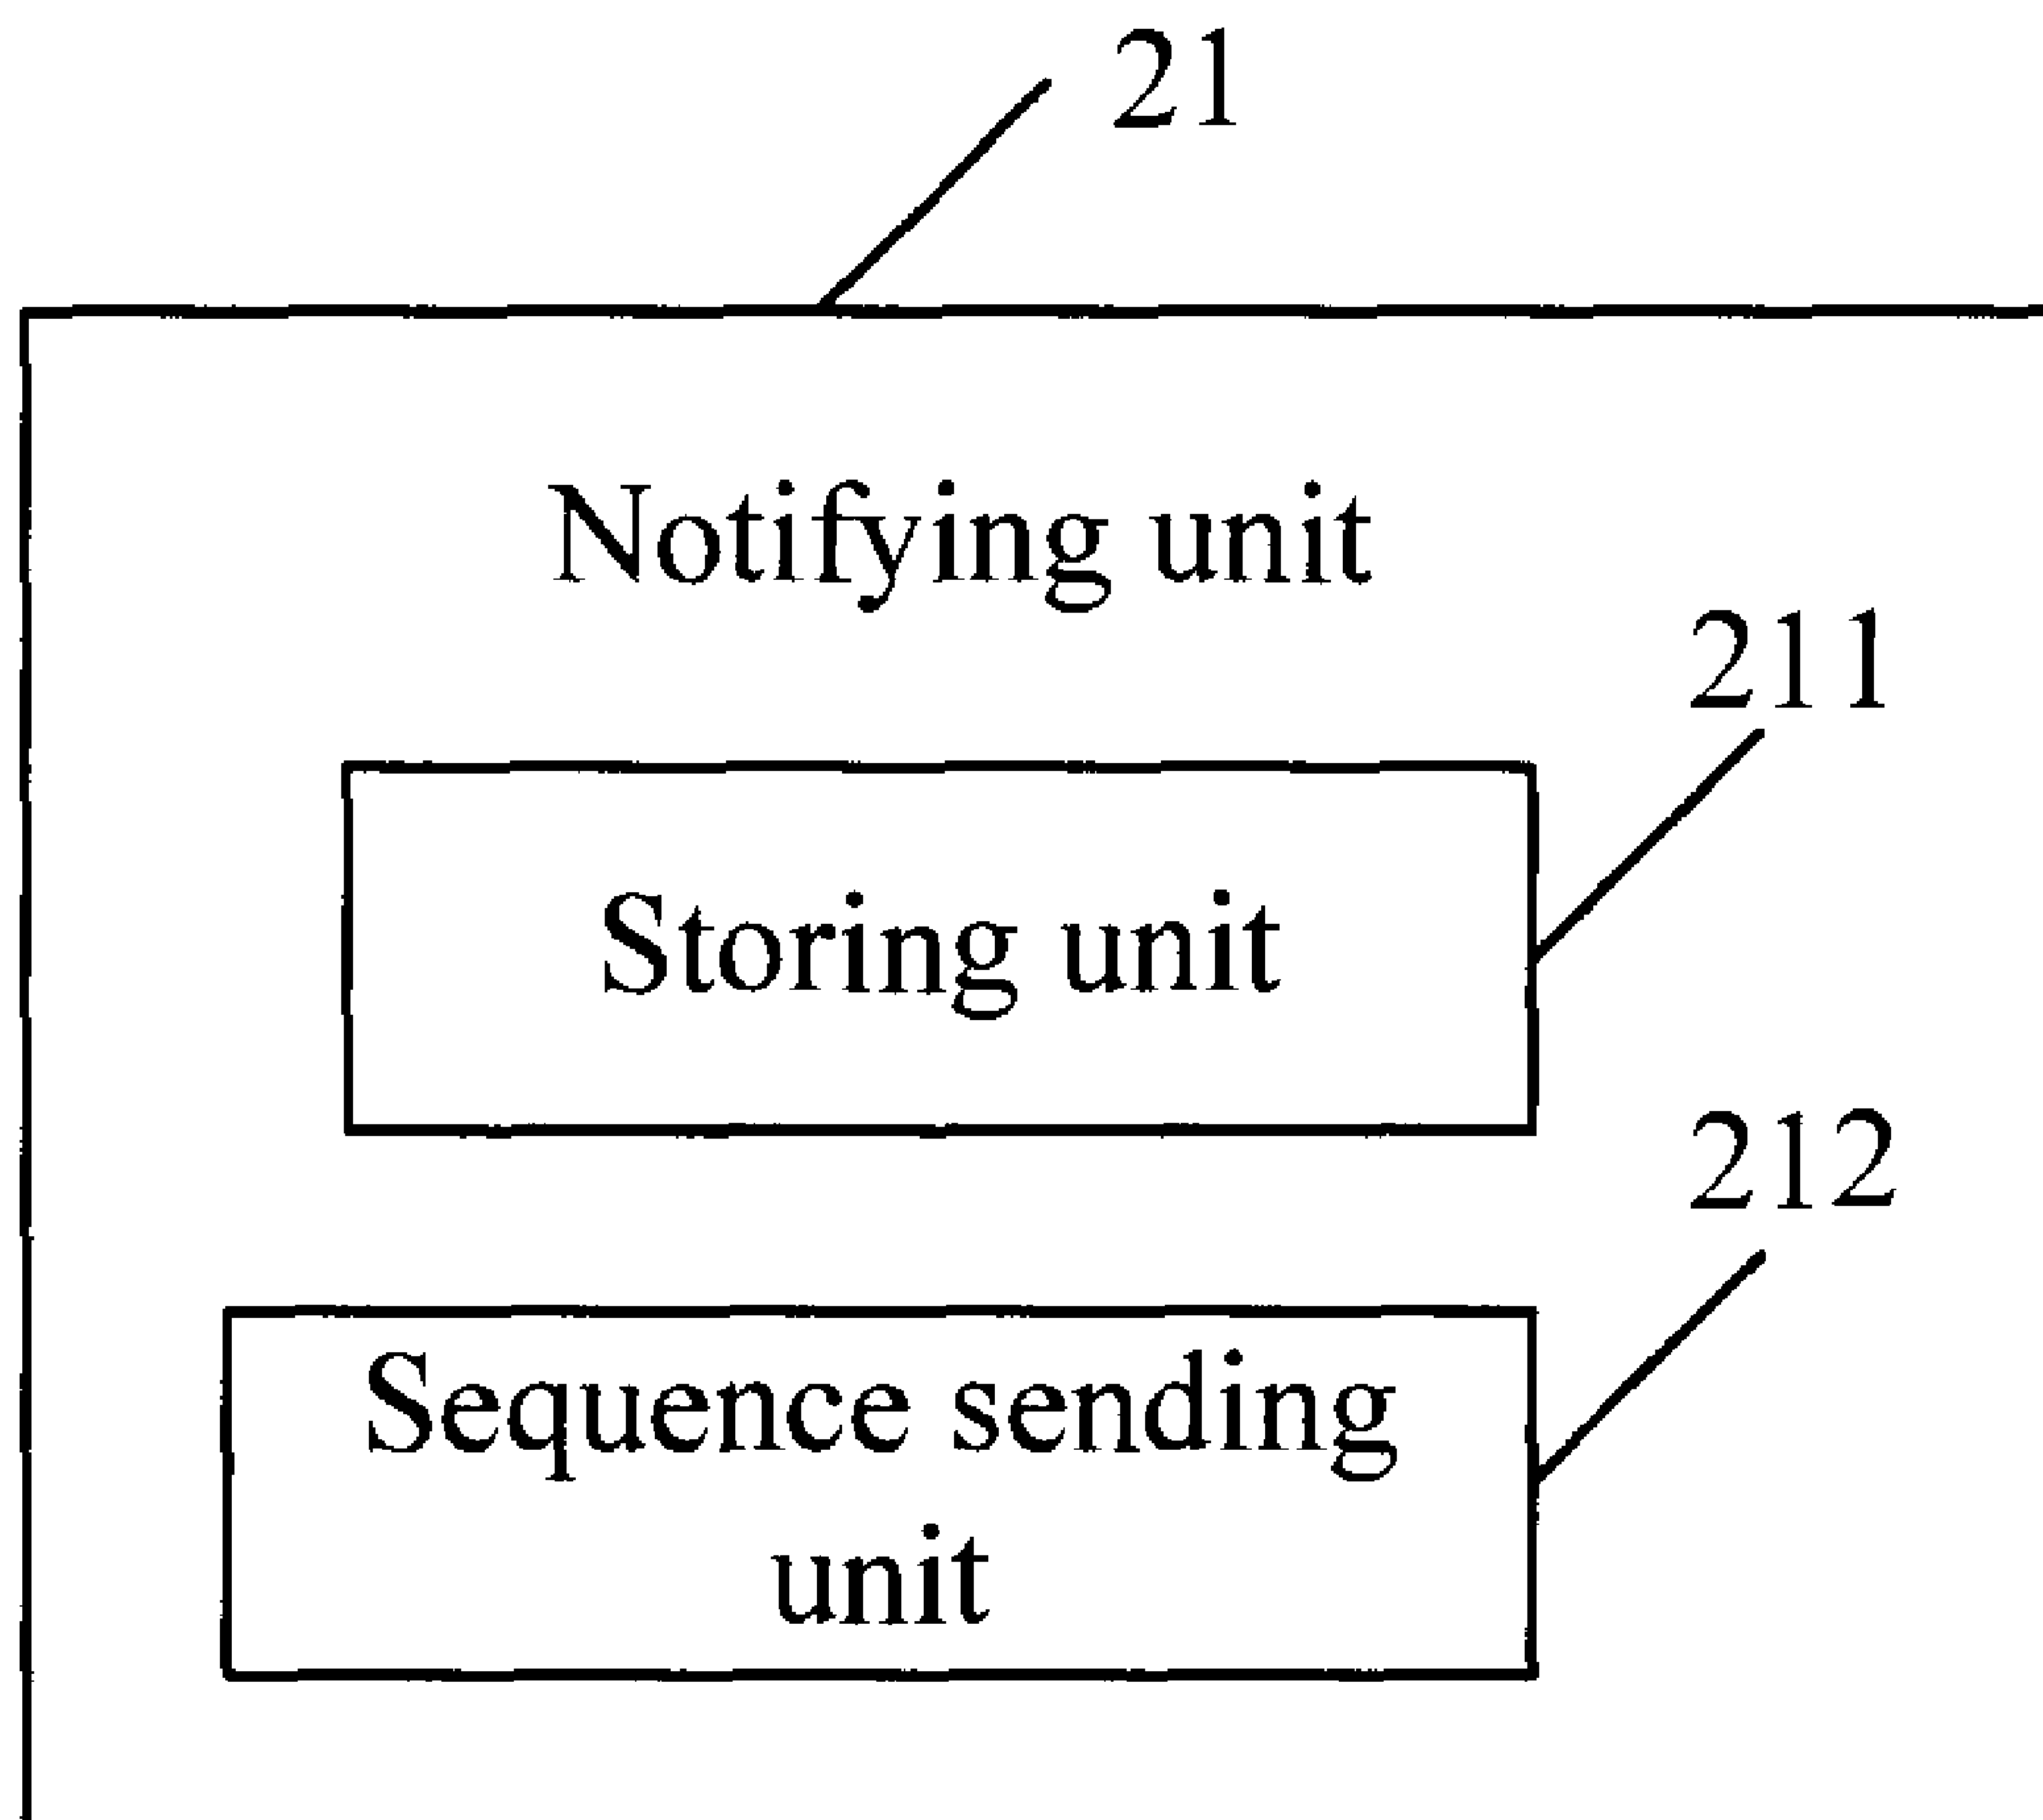 21
Notifying unit
211
Storing unit
212
Sequence sending
unit